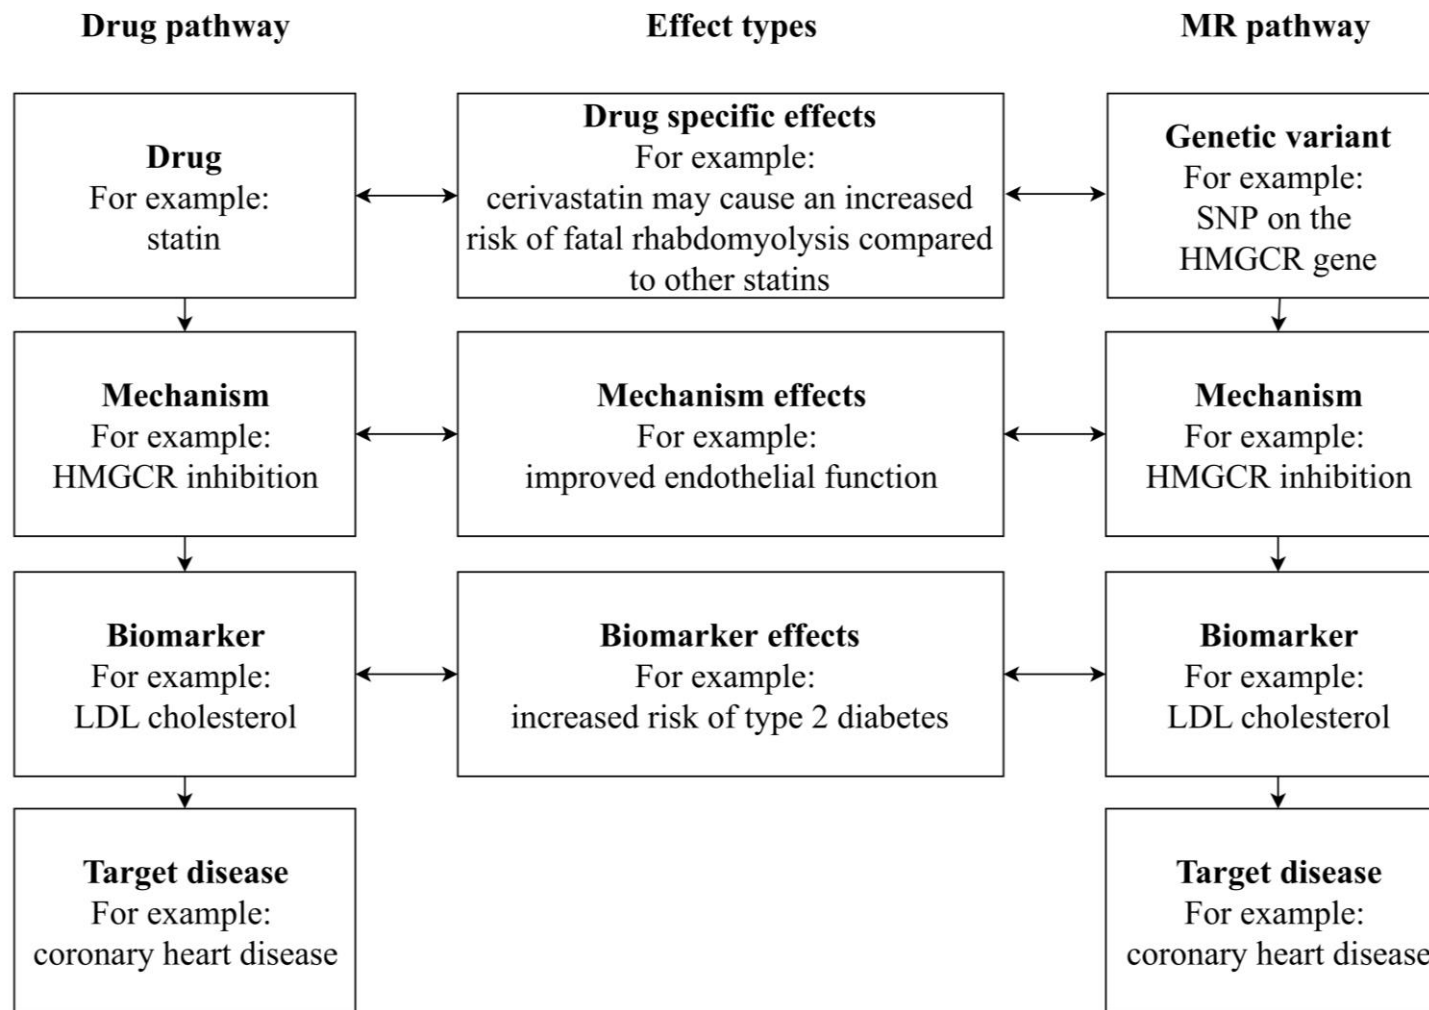 Drug pathway
Effect types
MR pathway
Drug
For example:
statin
Drug specific effects
For example:
cerivastatin may cause an increased
risk of fatal rhabdomyolysis compared
to other statins
Genetic variant
For example:
SNP on the
HMGCR gene
Mechanism
For example:
HMGCR inhibition
Mechanism effects
For example:
improved endothelial function
Mechanism
For example:
HMGCR inhibition
Biomarker
For example:
LDL cholesterol
Biomarker effects
For example:
increased risk of type 2 diabetes
Biomarker
For example:
LDL cholesterol
Target disease
For example:
coronary heart disease
Target disease
For example:
coronary heart disease